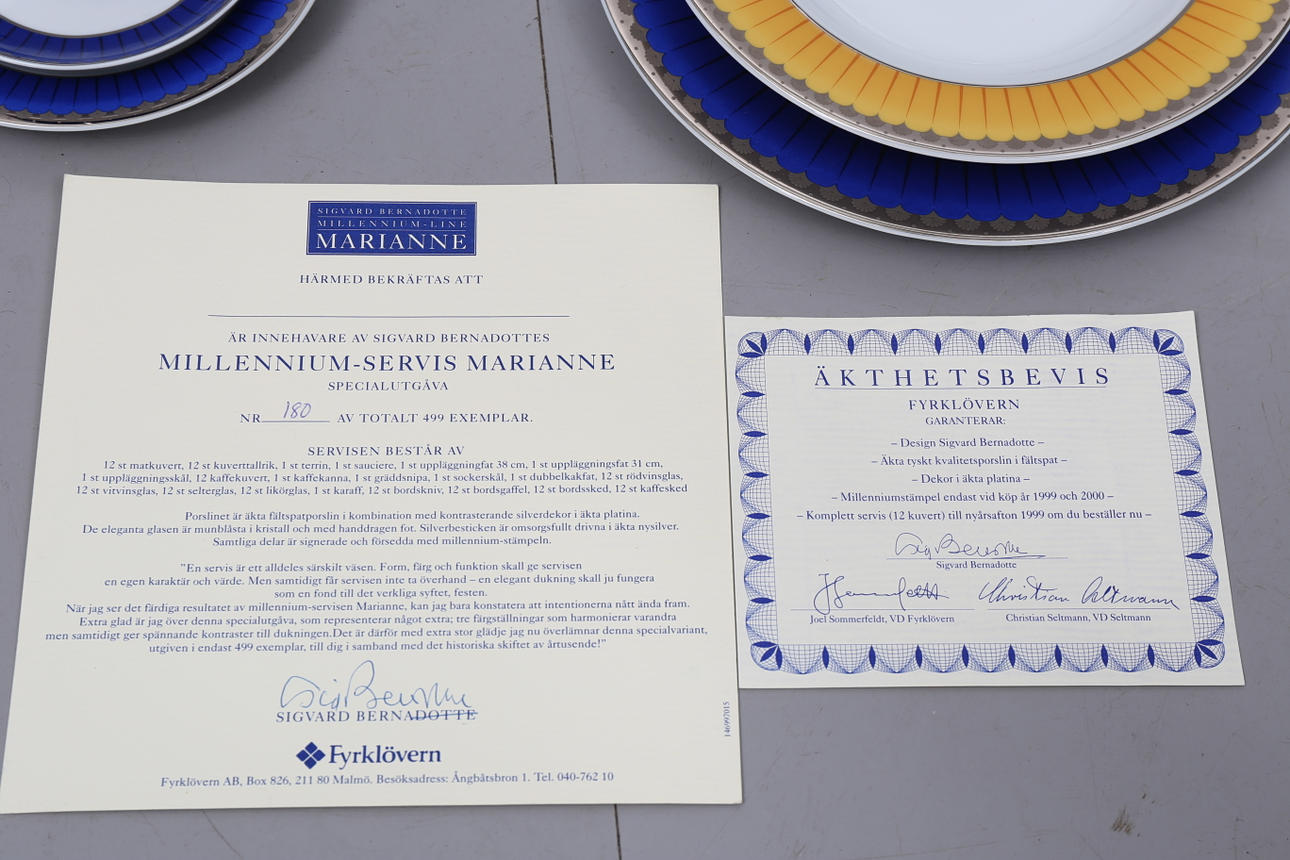 SIGVARD BERNADOTTE
MILLENNIUM-LINE
MARIANNE
HÄRMED BEKRÄFTAS ATT
ÄR INNEHAVARE AV SIGVARD BERNADOTTES
MILLENNIUM-SERVIS MARIANNE
SPECIALUTGÅVA
NR 180 AV TOTALT 499 EXEMPLAR.
SERVISEN BESTÅR AV
12 st matkuvert, 12 st kuverttallrik, 1 st terrin, 1 st sauciere, 1 st uppläggningfat 38 cm, 1 st uppläggningsfat 31 cm,
1 st uppläggningsskål, 12 kaffekuvert, 1 st kaffekanna, 1 st gräddsnipa, 1 st sockerskål, 1 st dubbelkakfat, 12 st rödvinsglas,
12 st vitvinsglas, 12 st selterglas, 12 st likörglas, 1 st karaff, 12 st bordskniv, 12 st bordsgaffel, 12 st bordssked, 12 st kaffesked
Porslinet är äkta fältspatporslin i kombination med kontrasterande silverdekor i äkta platina.
De eleganta glasen är munblåsta i kristall och med handdragen fot. Silverbesticken är omsorgsfullt drivna i äkta nysilver.
Samtliga delar är signerade och försedda med millennium-stämpeln.
"En servis är ett alldeles särskilt väsen. Form, färg och funktion skall ge servisen
en egen karaktär och värde. Men samtidigt får servisen inte ta överhand – en elegant dukning skall ju fungera
som en fond till det verkliga syftet, festen.
När jag ser det färdiga resultatet av millennium-servisen Marianne, kan jag bara konstatera att intentionerna nått ända fram.
Extra glad är jag över denna specialutgåva, som representerar något extra; tre färgställningar som harmonierar varandra
men samtidigt ger spännande kontraster till dukningen.Det är därför med extra stor glädje jag nu överlämnar denna specialvariant,
utgiven i endast 499 exemplar, till dig i samband med det historiska skiftet av årtusende!"
SIGVARD BERNADOTTE
Fyrklövern
Fyrklövern AB, Box 826, 211 80 Malmö. Besöksadress: Ångbåtsbron 1. Tel. 040-762 10
146997015
ÄKTHETSBEVIS
FYRKLÖVERN
GARANTERAR:
– Design Sigvard Bernadotte –
– Äkta tyskt kvalitetsporslin i fältspat –
– Dekor i äkta platina –
– Millenniumstämpel endast vid köp år 1999 och 2000 –
– Komplett servis (12 kuvert) till nyårsafton 1999 om du beställer nu –
Sigvard Bernadotte
Christian Seltmann
Joel Sommerfeldt, VD Fyrklövern
Christian Seltmann, VD Seltmann